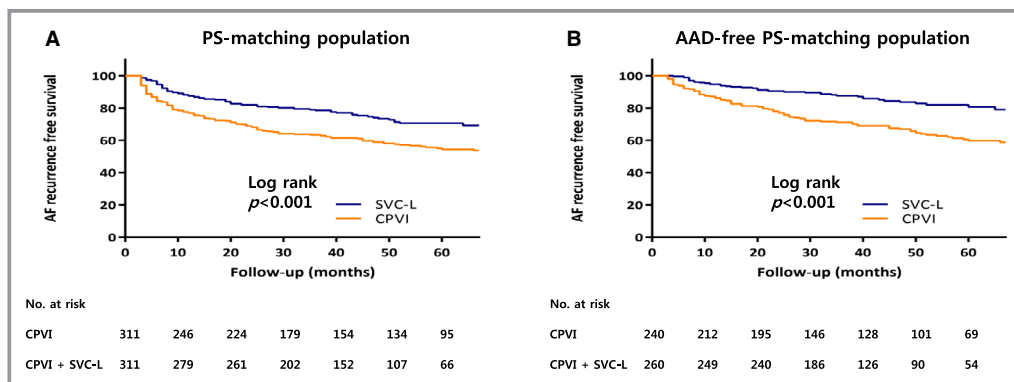 A PS-matching population
AF recurrence free survival
100
80
60
40
20
0
Log rank
p<0.001
SVC-L
CPVI
0 10 20 30 40 50 60
Follow-up (months)
No. at risk
CPVI 311 246 224 179 154 134 95
CPVI + SVC-L 311 279 261 202 152 107 66
B AAD-free PS-matching population
AF recurrence free survival
100
80
60
40
20
0
Log rank
p<0.001
SVC-L
CPVI
0 10 20 30 40 50 60
Follow-up (months)
No. at risk
CPVI 240 212 195 146 128 101 69
CPVI + SVC-L 260 249 240 186 126 90 54